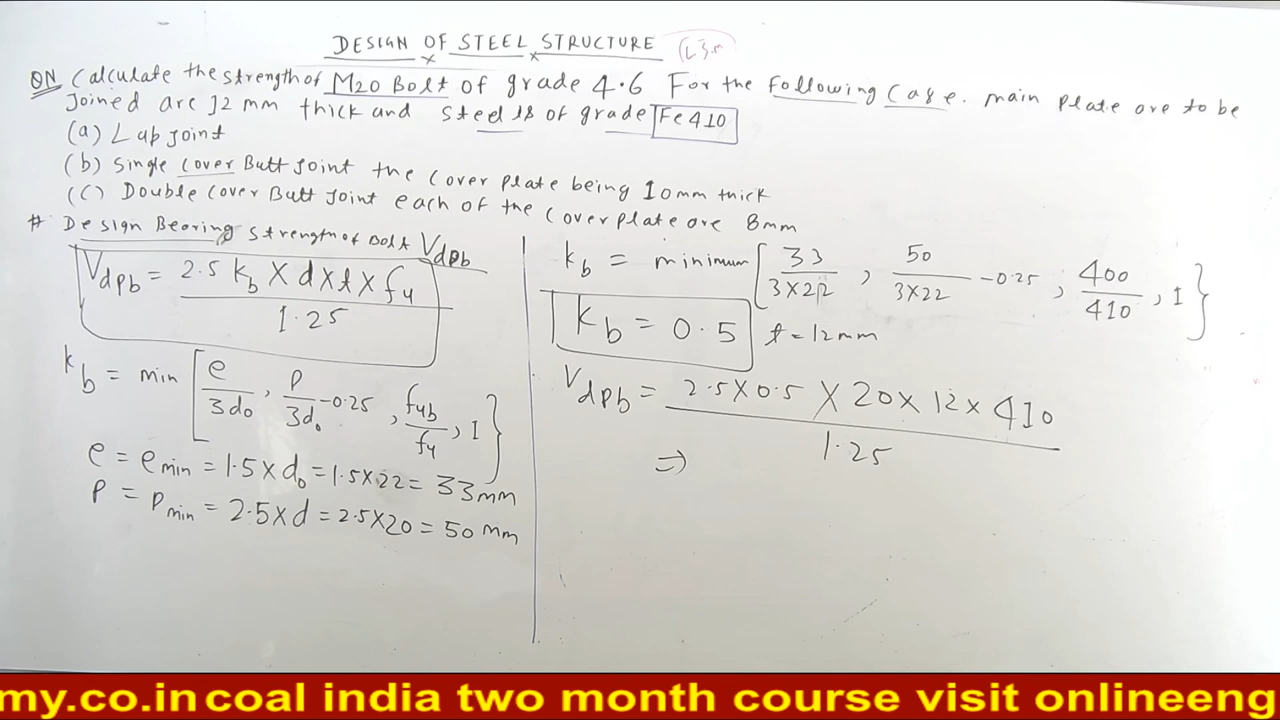 DESIGN OF STEEL STRUCTURE
QN Calculate the strength of M20 Bolt of grade 4.6 For the Following Case. main plate are to be
joined are 12 mm thick and steel is of grade Fe 410
(a) Lap joint
(b) Single cover Butt Joint the cover plate being 10mm thick
(C) Double cover Butt Joint each of the cover plate are 8mm
# Design Bearing strength of Bolt Vdpb
Vdpb = 2.5 kb X d X t X fu / 1.25
kb = min [ e/3do , p/3do -0.25 , fub/fu , 1 }
e = emin = 1.5 X do = 1.5X22 = 33mm
P = Pmin = 2.5 X d = 2.5X20 = 50 mm
kb = minimum [ 33/3X22 , 50/3X22 -0.25 , 400/410 , 1 }
kb = 0.5 t = 12mm
Vdpb = 2.5X0.5 X 20 X 12 X 410 / 1.25
⇒
my.co.in coal india two month course visit onlineeng